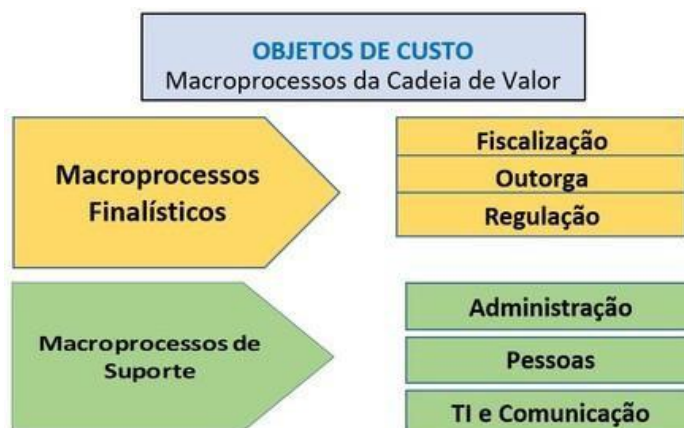 OBJETOS DE CUSTO
Macroprocessos da Cadeia de Valor
Macroprocessos
Finalísticos
Fiscalização
Outorga
Regulação
Macroprocessos de
Suporte
Administração
Pessoas
TI e Comunicação